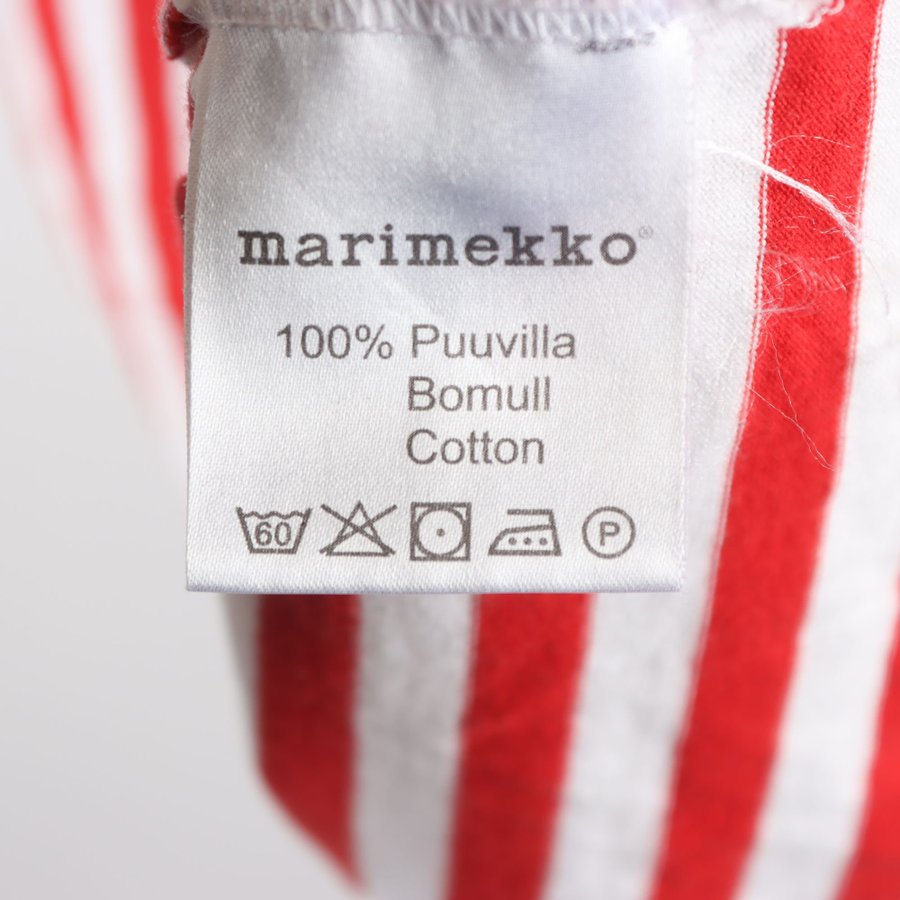 marimekko®
100% Puuvilla
Bomull
Cotton
60
P